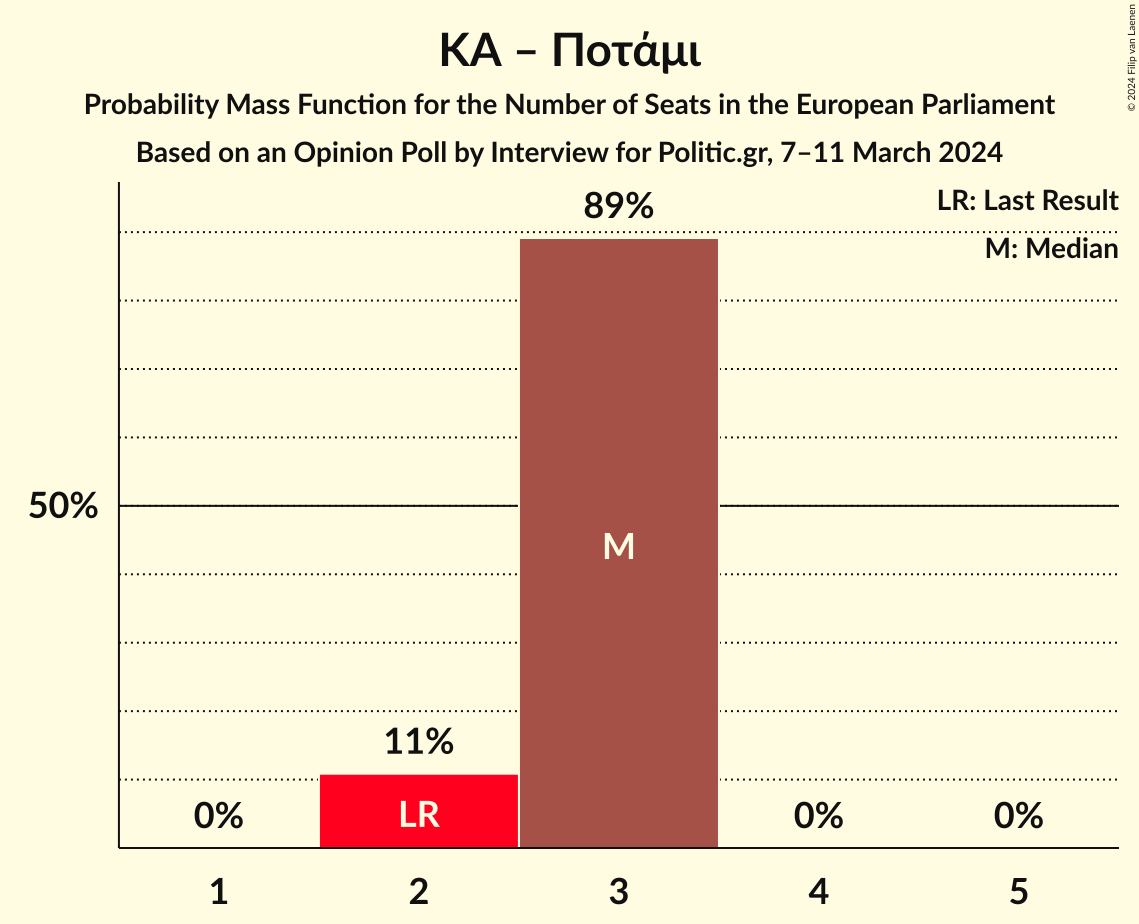 ΚΑ – Ποτάμι
Probability Mass Function for the Number of Seats in the European Parliament
Based on an Opinion Poll by Interview for Politic.gr, 7–11 March 2024
© 2024 Filip van Laenen
LR: Last Result
M: Median
89%
50%
M
11%
LR
0%
0%
0%
1
2
3
4
5